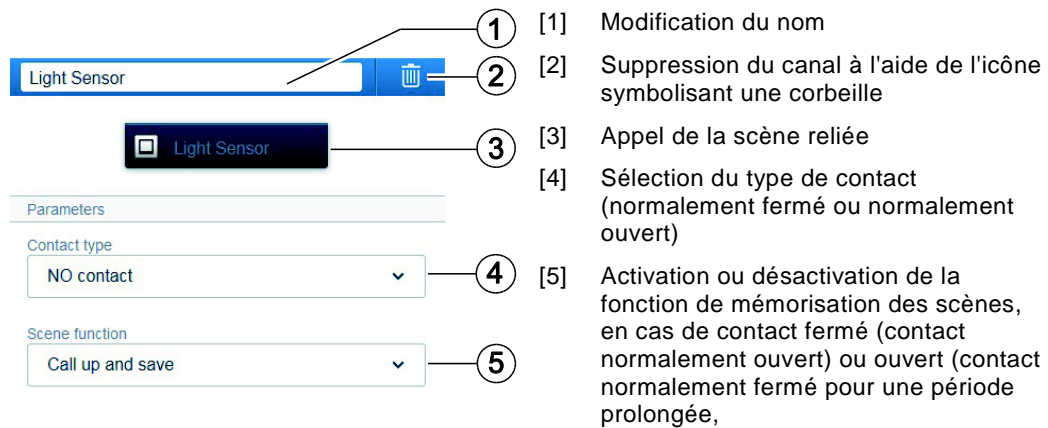 Light Sensor
Light Sensor
Parameters
Contact type
NO contact
Scene function
Call up and save
1
2
3
4
5
[1] Modification du nom
[2] Suppression du canal à l'aide de l'icône
symbolisant une corbeille
[3] Appel de la scène reliée
[4] Sélection du type de contact
(normalement fermé ou normalement
ouvert)
[5] Activation ou désactivation de la
fonction de mémorisation des scènes,
en cas de contact fermé (contact
normalement ouvert) ou ouvert (contact
normalement fermé pour une période
prolongée,